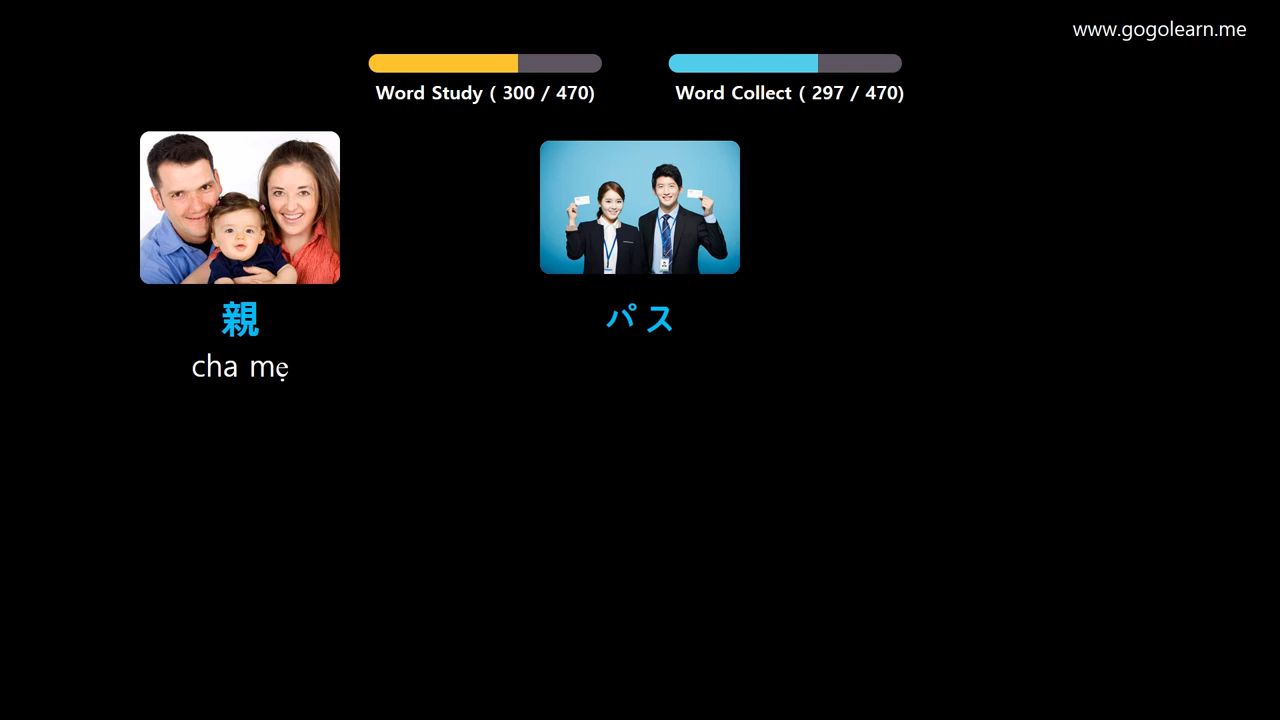 www.gogolearn.me
Word Study ( 300 / 470)
Word Collect ( 297 / 470)
親
cha mẹ
パス